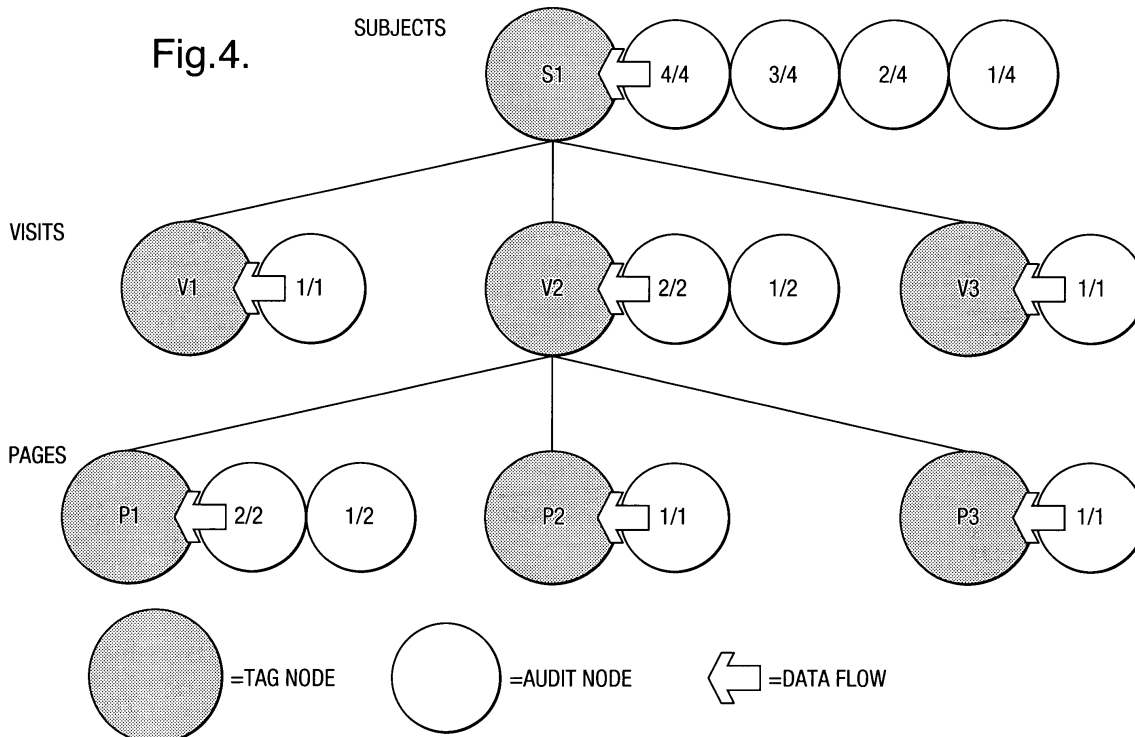 Fig.4.
SUBJECTS
S1 4/4 3/4 2/4 1/4
VISITS
V1 1/1 V2 2/2 1/2 V3 1/1
PAGES
P1 2/2 1/2 P2 1/1 P3 1/1
=TAG NODE =AUDIT NODE =DATA FLOW